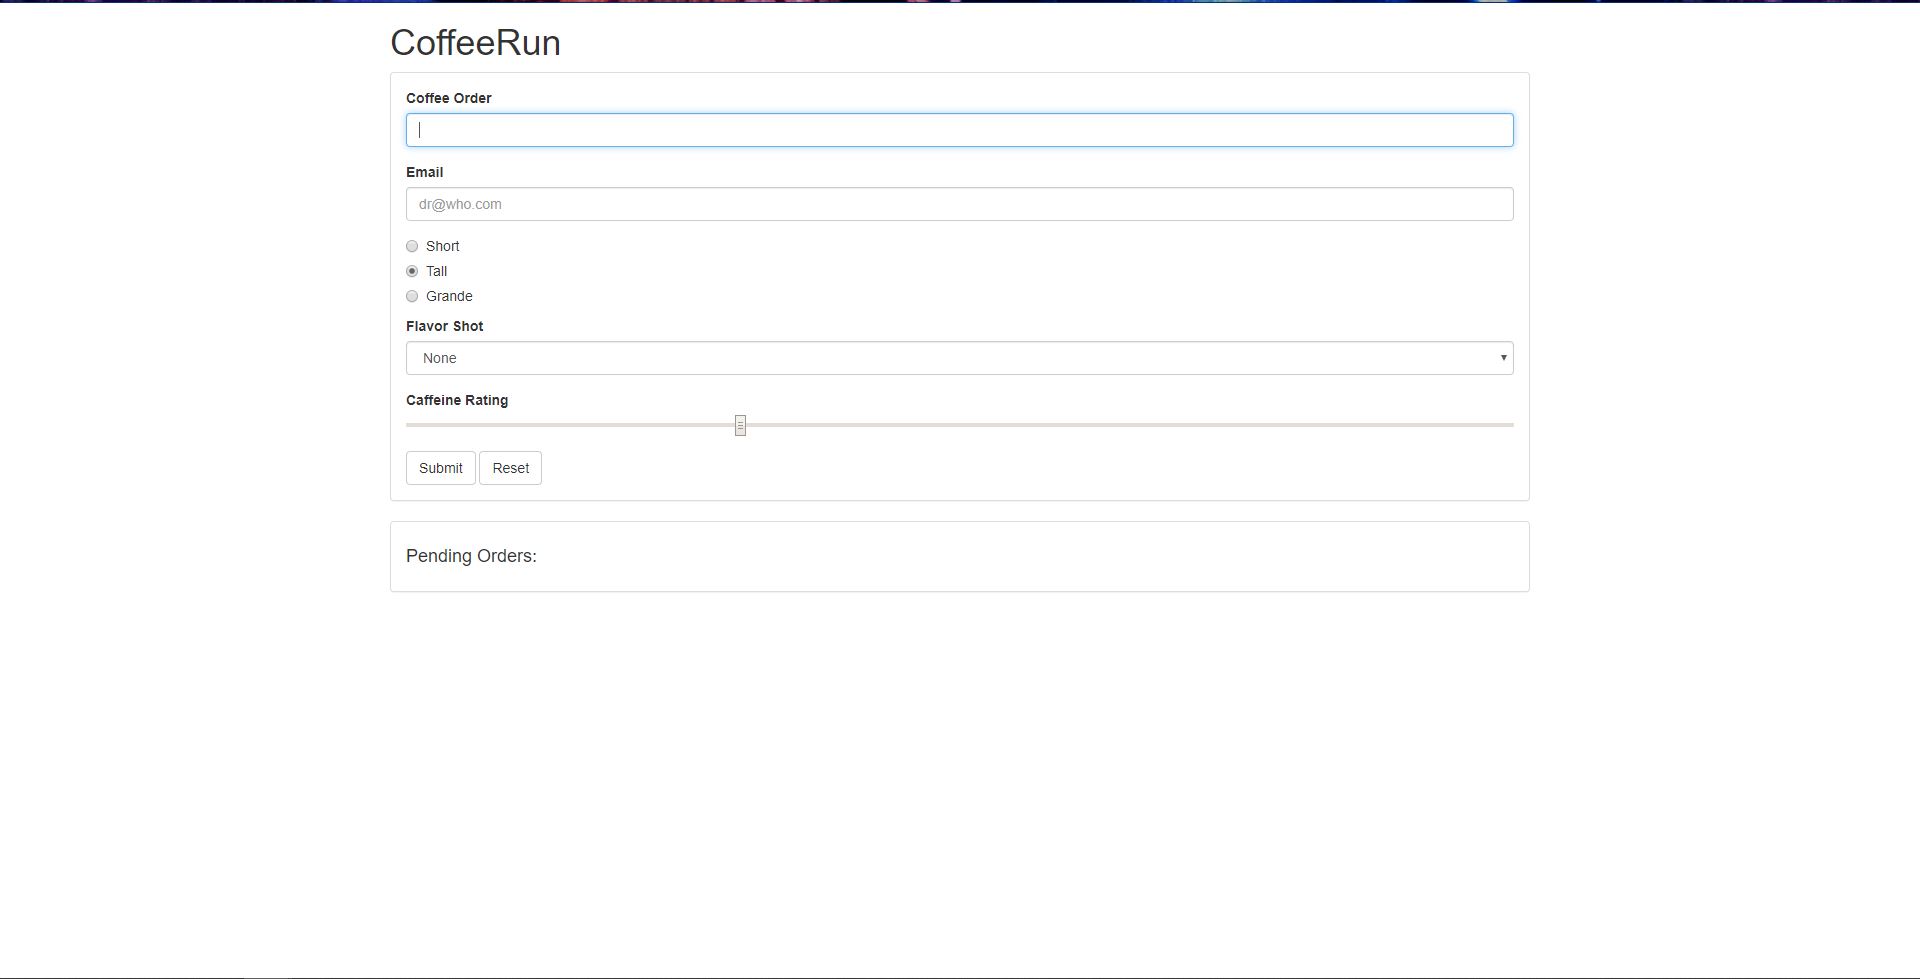 CoffeeRun
Coffee Order
Email
dr@who.com
Short
Tall
Grande
Flavor Shot
None
Caffeine Rating
Submit Reset
Pending Orders: